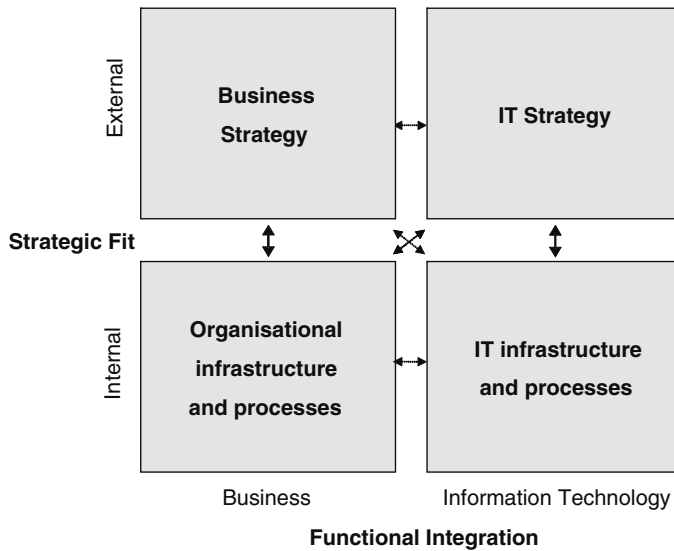 External
Business
Strategy
IT Strategy
Strategic Fit
Internal
Organisational
infrastructure
and processes
IT infrastructure
and processes
Business
Information Technology
Functional Integration